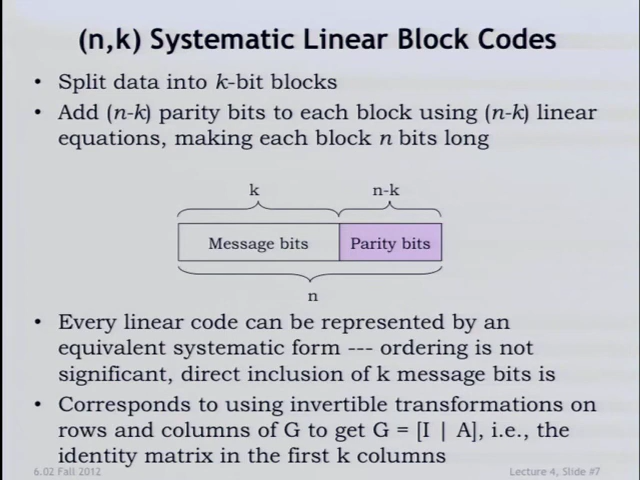 (n,k) Systematic Linear Block Codes
• Split data into k-bit blocks
• Add (n-k) parity bits to each block using (n-k) linear
equations, making each block n bits long
k
n-k
Message bits
Parity bits
n
• Every linear code can be represented by an
equivalent systematic form --- ordering is not
significant, direct inclusion of k message bits is
• Corresponds to using invertible transformations on
rows and columns of G to get G = [I | A], i.e., the
identity matrix in the first k columns
6.02 Fall 2012
Lecture 4, Slide #7